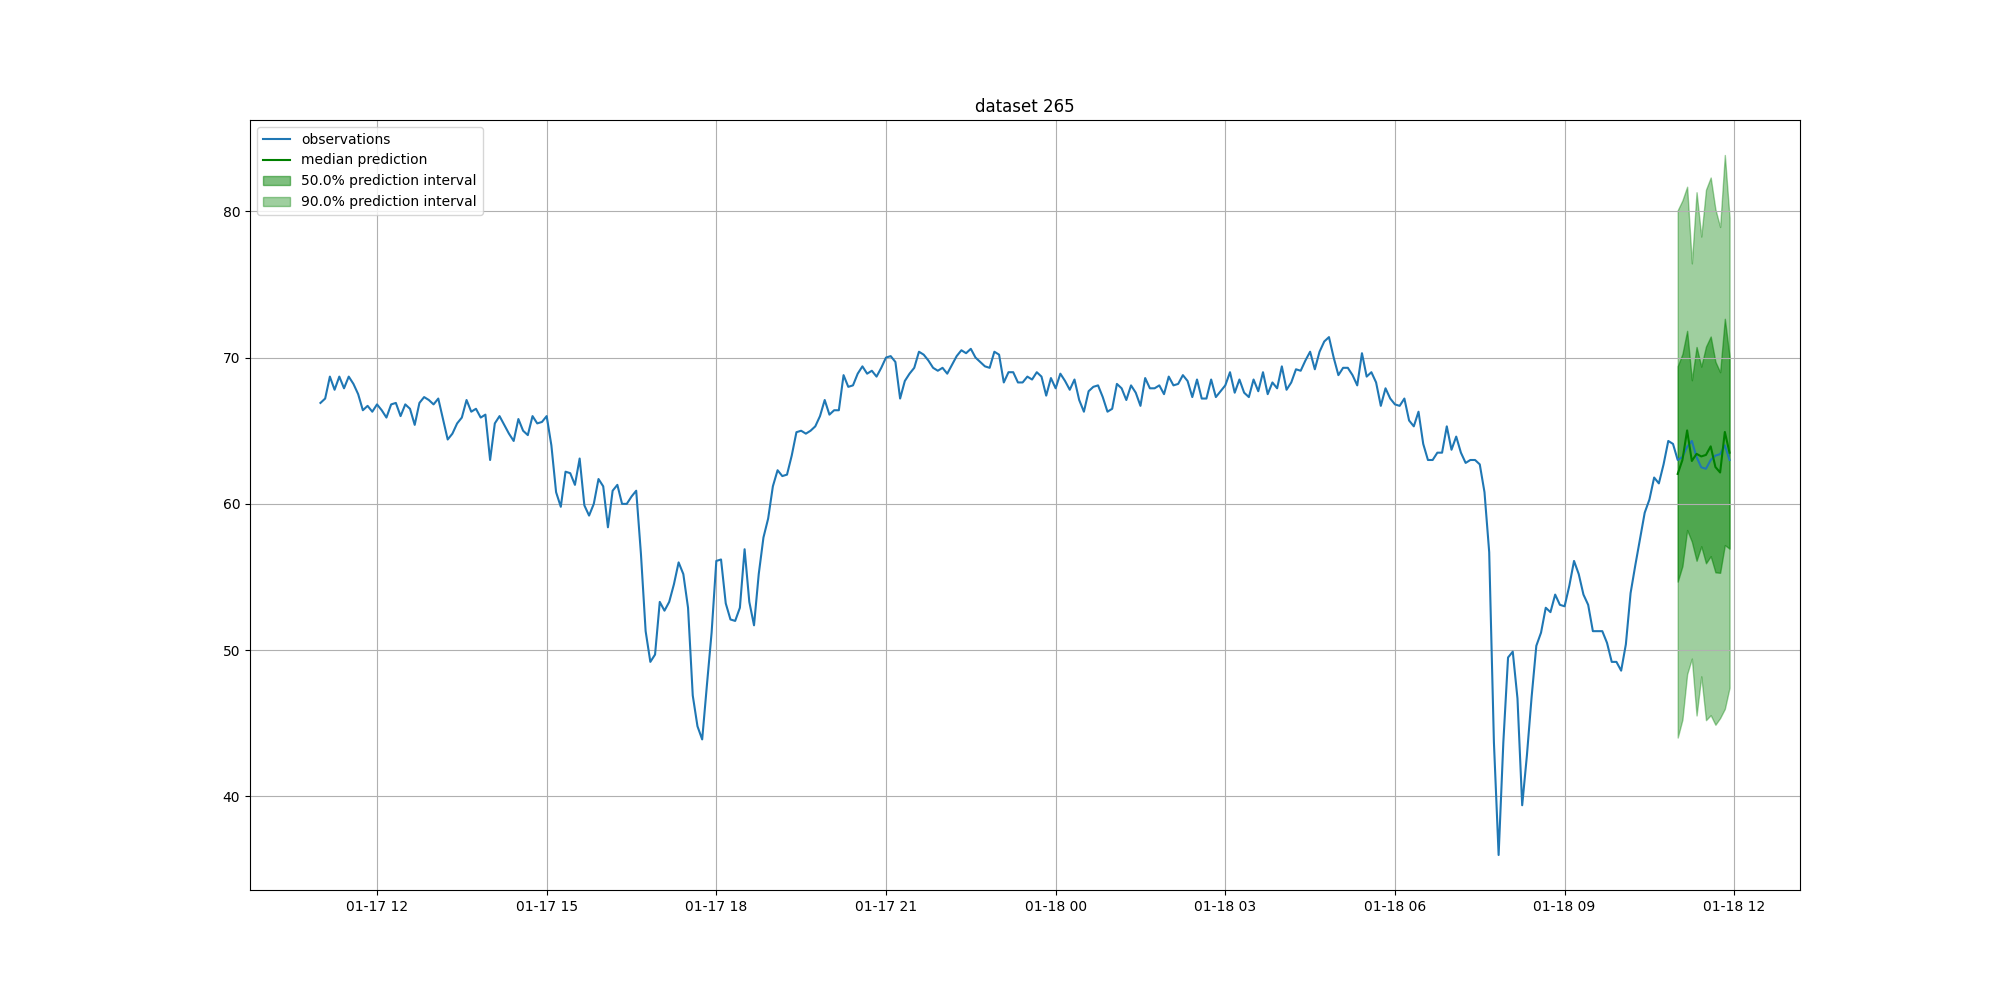 dataset 265
observations
median prediction
50.0% prediction interval
90.0% prediction interval
80
70
60
50
40
01-17 12
01-17 15
01-17 18
01-17 21
01-18 00
01-18 03
01-18 06
01-18 09
01-18 12